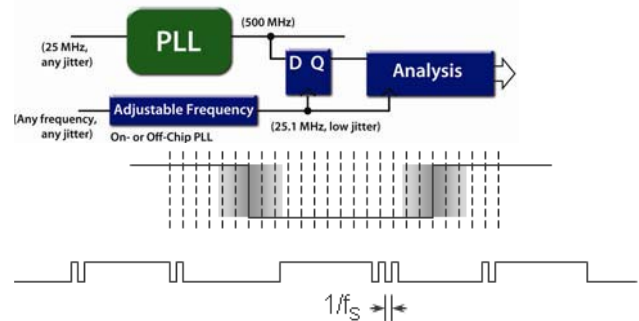 (500 MHz)
PLL
(25 MHz,
any jitter)
D Q
Analysis
Adjustable Frequency
(Any frequency,
any jitter)
On- or Off-Chip PLL
(25.1 MHz, low jitter)
1/fS